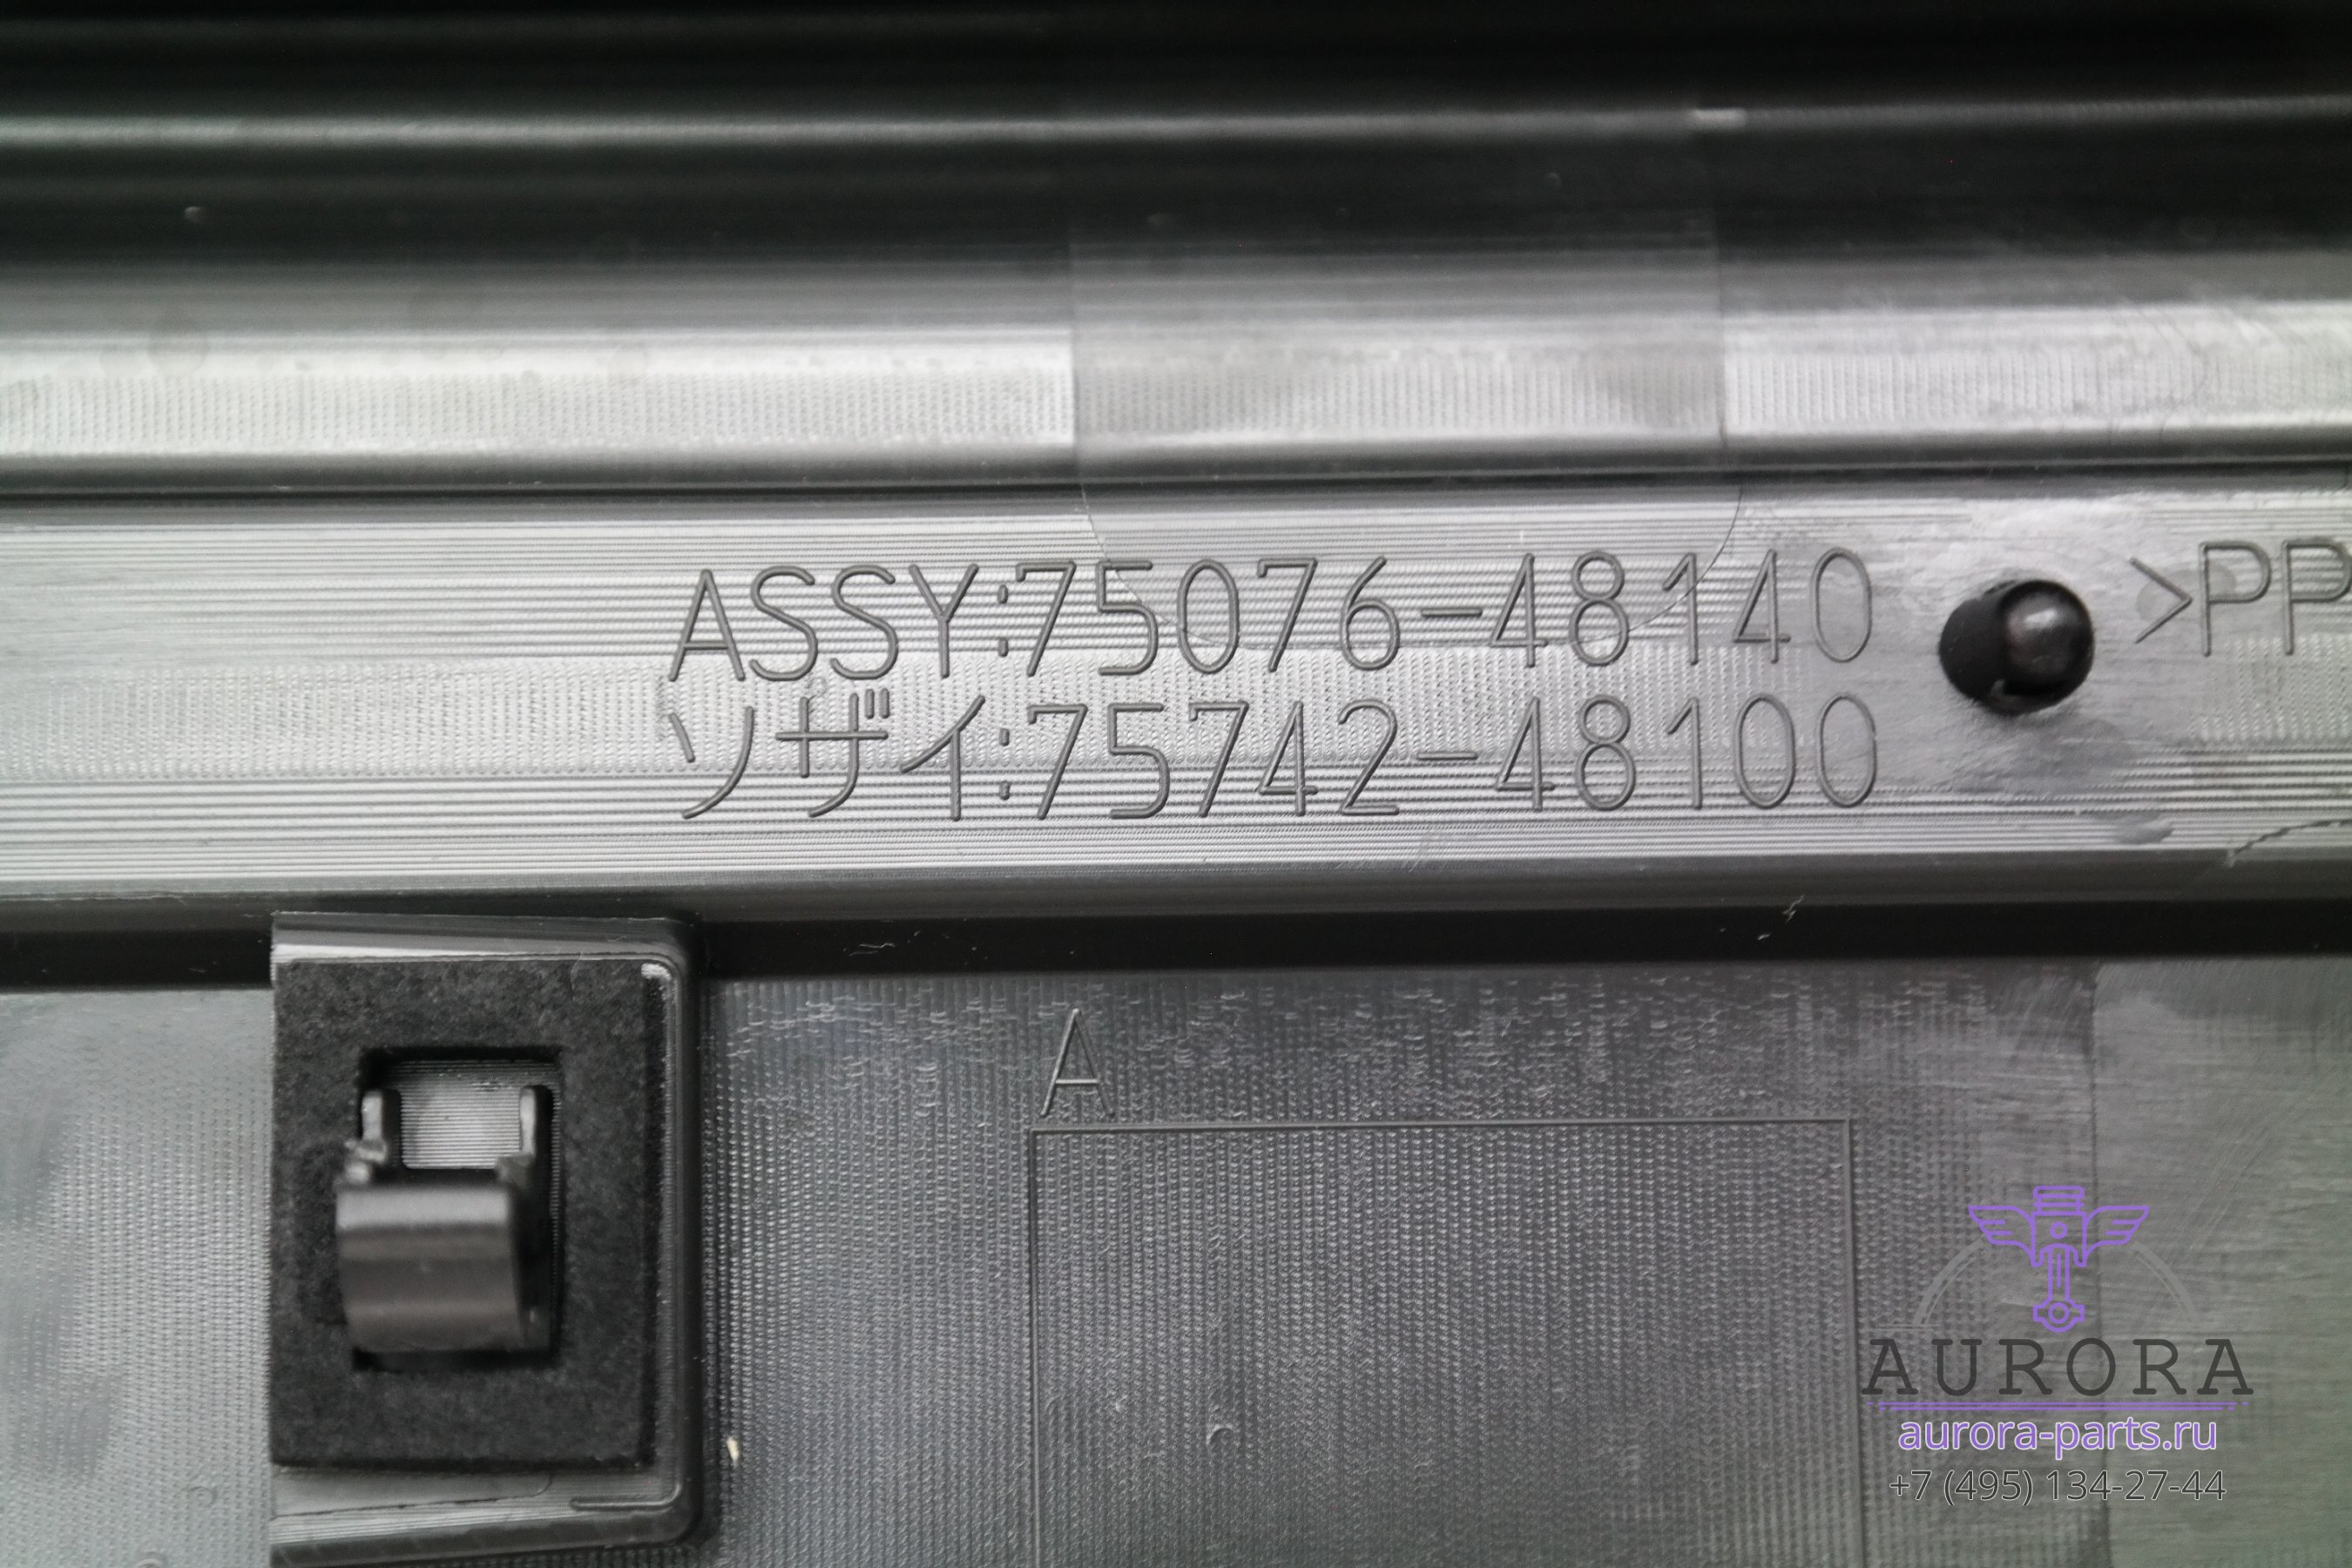 ASSY:75076-48140
>PP
ソザイ:75742-48100
A
AURORA
aurora-parts.ru
+7 (495) 134-27-44